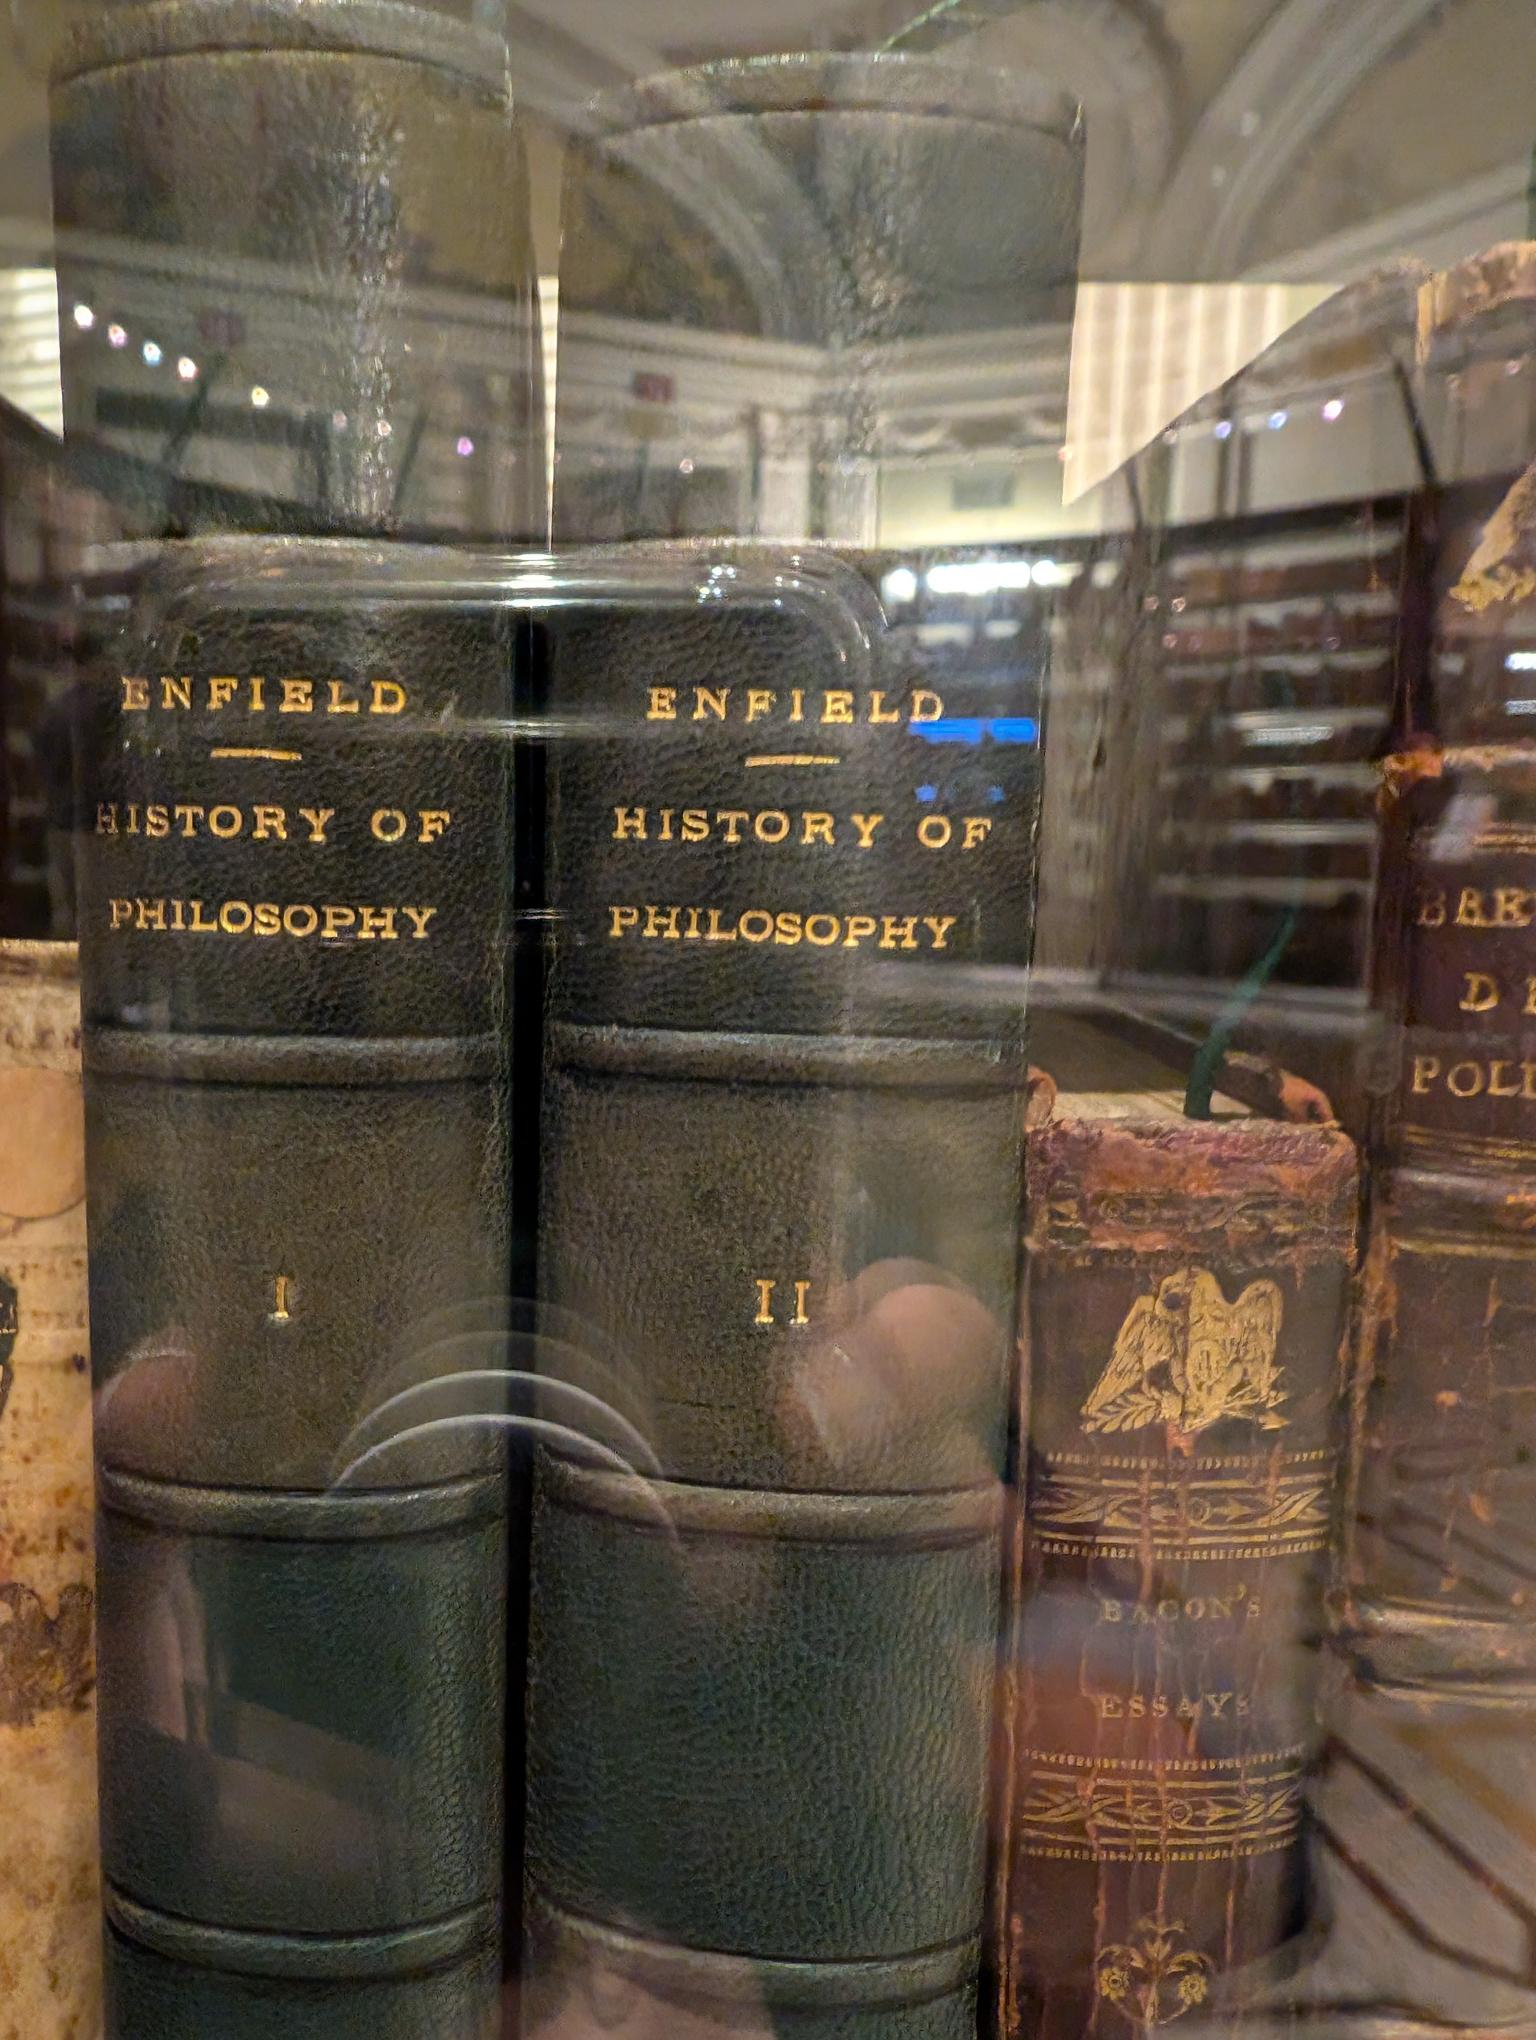 ENFIELD
HISTORY OF
PHILOSOPHY
I
ENFIELD
HISTORY OF
PHILOSOPHY
II
BACON'S
ESSAYS